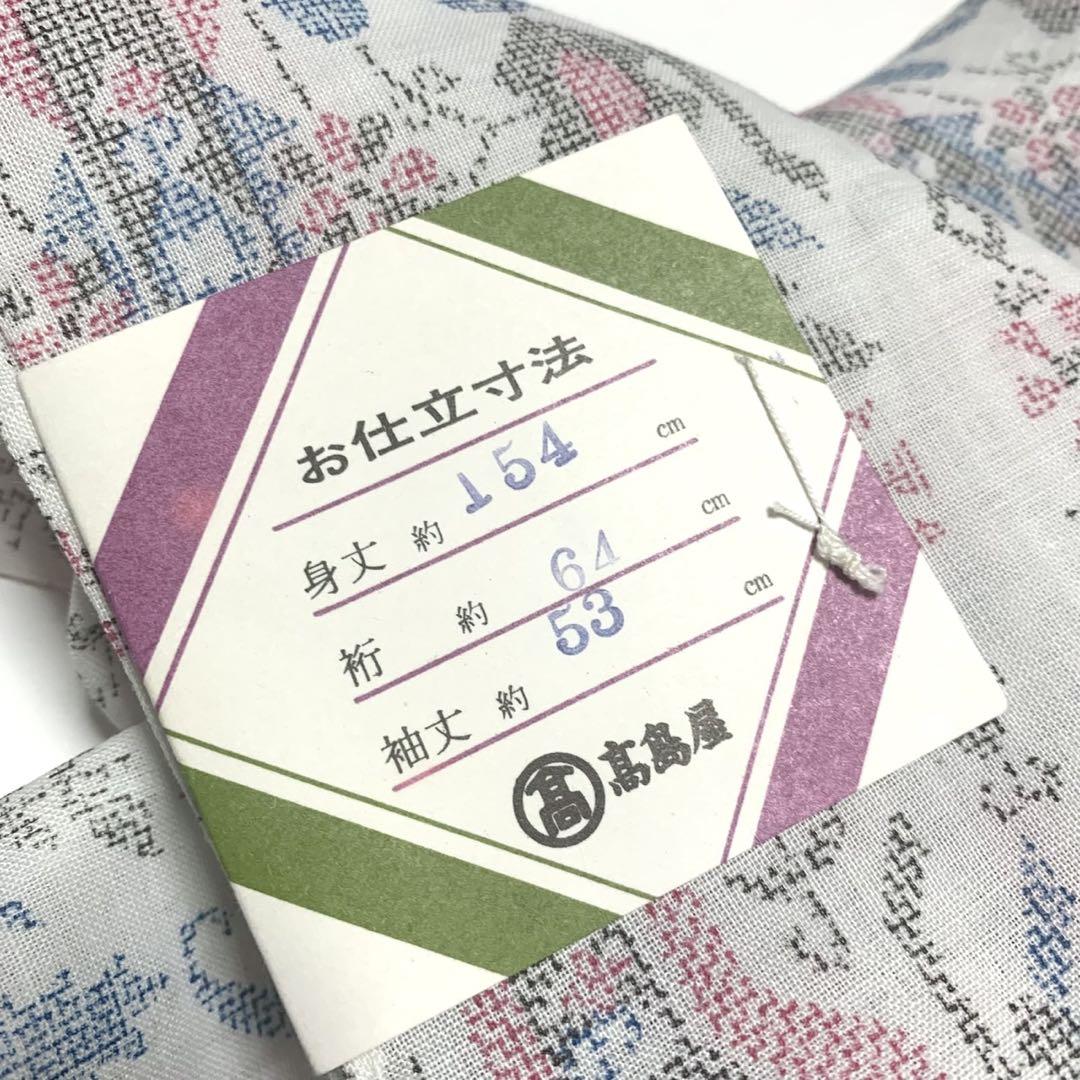 お仕立寸法
身丈 約 154 cm
裄 約 64 cm
袖丈 約 53 cm
髙 髙島屋